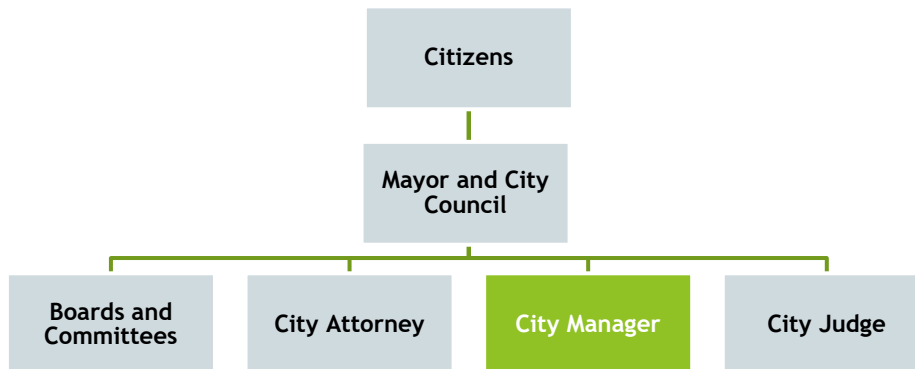 Citizens
Mayor and City
Council
Boards and
Committees
City Attorney
City Manager
City Judge